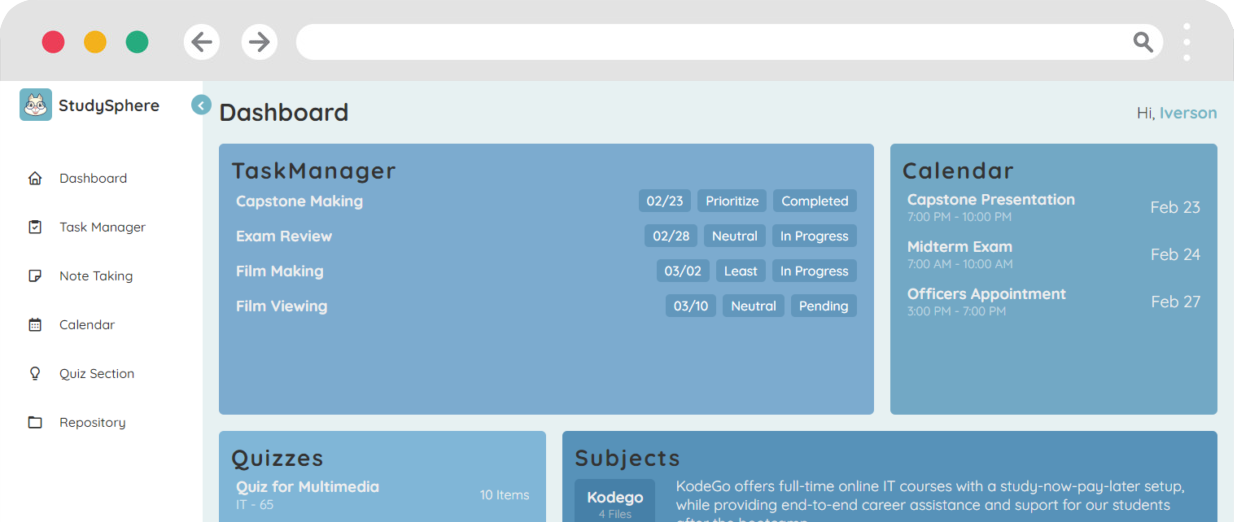 StudySphere
Dashboard
Task Manager
Note Taking
Calendar
Quiz Section
Repository
Dashboard
Hi, Iverson
TaskManager
Capstone Making 02/23 Prioritize Completed
Exam Review 02/28 Neutral In Progress
Film Making 03/02 Least In Progress
Film Viewing 03/10 Neutral Pending
Calendar
Capstone Presentation
7:00 PM - 10:00 PM
Feb 23
Midterm Exam
7:00 AM - 10:00 AM
Feb 24
Officers Appointment
3:00 PM - 7:00 PM
Feb 27
Quizzes
Quiz for Multimedia
IT - 65
10 Items
Subjects
Kodego
4 Files
KodeGo offers full-time online IT courses with a study-now-pay-later setup,
while providing end-to-end career assistance and suport for our students
after the bootcamp